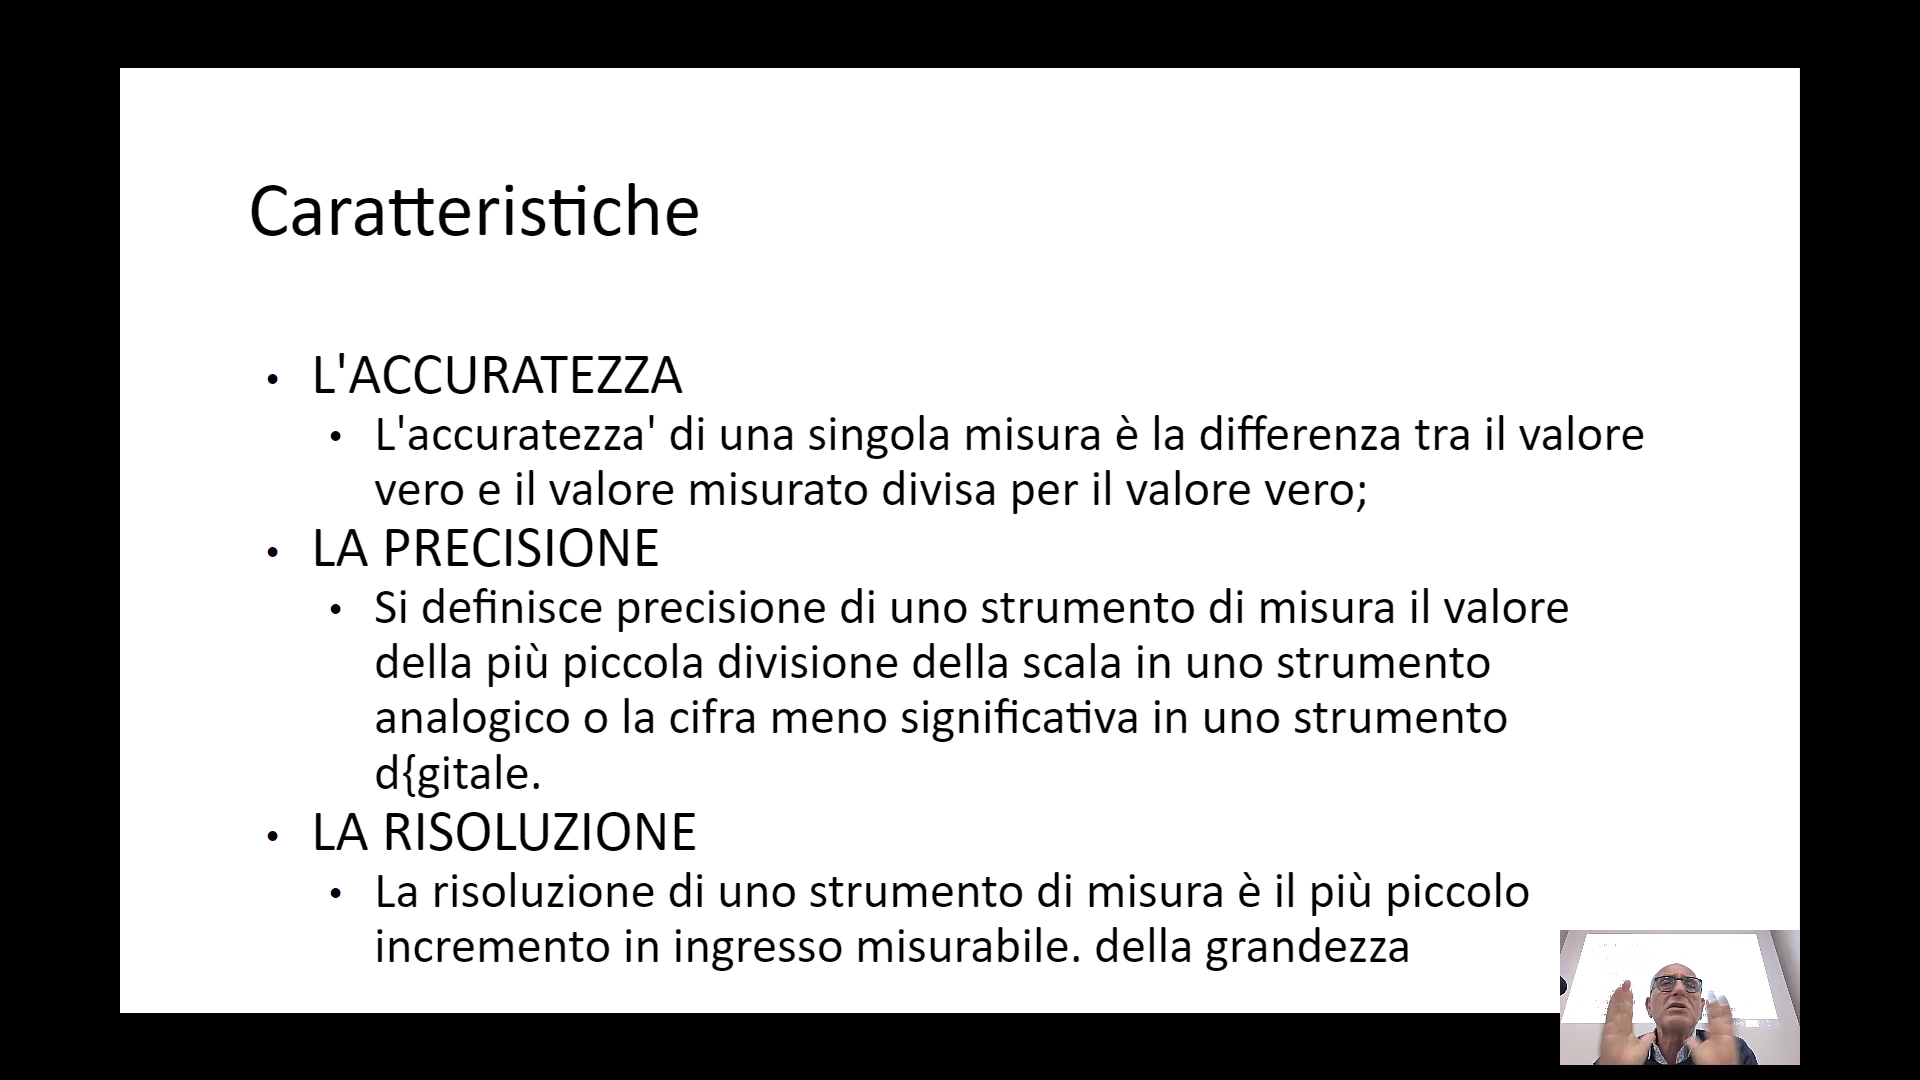 Caratteristiche
• L'ACCURATEZZA
• L'accuratezza' di una singola misura è la differenza tra il valore
vero e il valore misurato divisa per il valore vero;
• LA PRECISIONE
• Si definisce precisione di uno strumento di misura il valore
della più piccola divisione della scala in uno strumento
analogico o la cifra meno significativa in uno strumento
d{gitale.
• LA RISOLUZIONE
• La risoluzione di uno strumento di misura è il più piccolo
incremento in ingresso misurabile. della grandezza